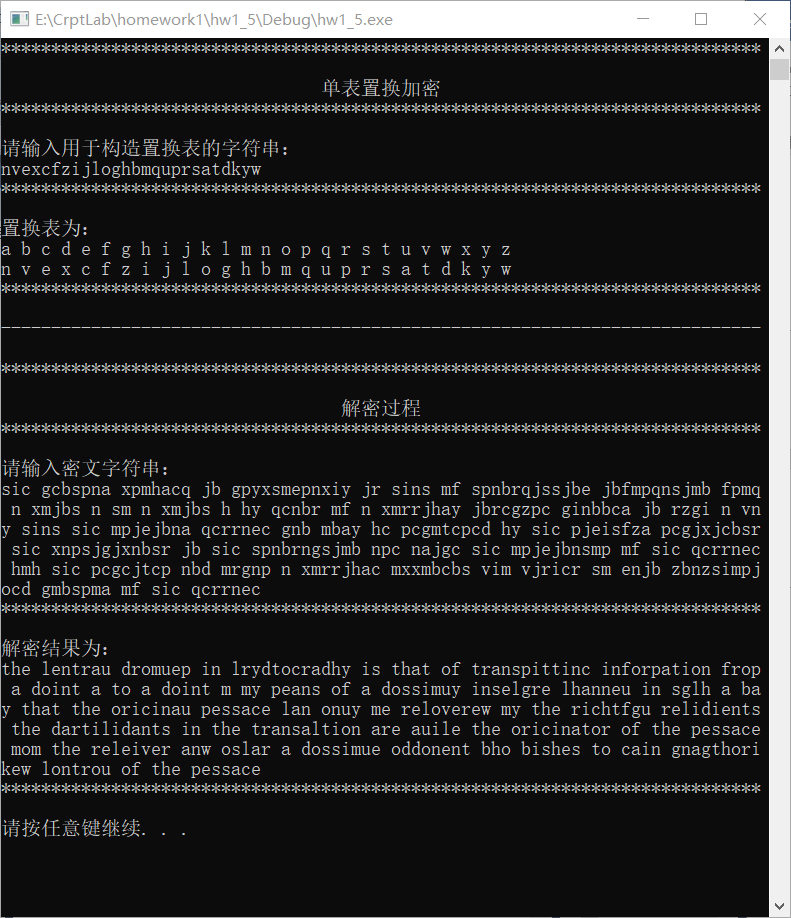 E:\CrptLab\homework1\hw1_5\Debug\hw1_5.exe
****************************************************************************
单表置换加密
****************************************************************************
请输入用于构造置换表的字符串:
nvexcfzijloghbmquprsatdkyw
****************************************************************************
置换表为:
a b c d e f g h i j k l m n o p q r s t u v w x y z
n v e x c f z i j l o g h b m q u p r s a t d k y w
****************************************************************************
----------------------------------------------------------------------------
****************************************************************************
解密过程
****************************************************************************
请输入密文字符串:
sic gcbspna xpmhacq jb gpyxsmepnxiy jr sins mf spnbrqjssjbe jbfmpqnsjmb fpmq
n xmjbs n sm n xmjbs h hy qcnbr mf n xmrrjhay jbrcgzpc ginbbca jb rzgi n vn
y sins sic mpjejbna qcrrnec gnb mbay hc pcgmtcpcd hy sic pjeisfza pcgjxjcbsr
sic xnpsjgjxnbsr jb sic spnbrngsjmb npc najgc sic mpjejbnsmp mf sic qcrrnec
hmh sic pcgcjtcp nbd mrgnp n xmrrjhac mxxmbcbs vim vjricr sm enjb zbnzsimpj
ocd gmbspma mf sic qcrrnec
****************************************************************************
解密结果为:
the lentrau dromuep in lrydtocradhy is that of transpittinc inforpation frop
a doint a to a doint m my peans of a dossimuy inselgre lhanneu in sglh a ba
y that the oricinau pessace lan onuy me reloverew my the richtfgu relidients
the dartilidants in the transaltion are auile the oricinator of the pessace
mom the releiver anw oslar a dossimue oddonent bho bishes to cain gnagthori
kew lontrou of the pessace
****************************************************************************
请按任意键继续. . .